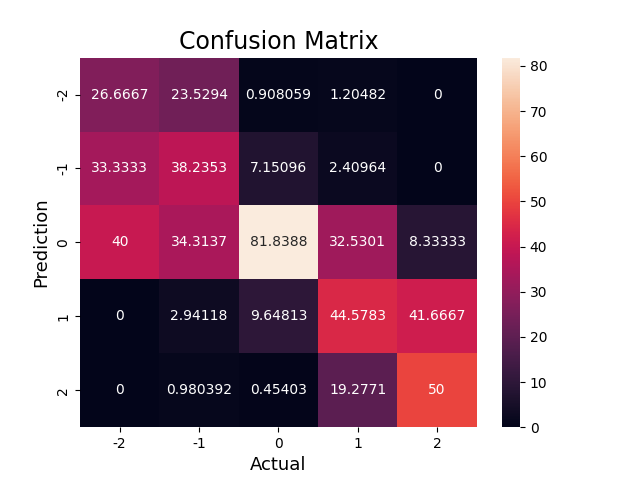 Confusion Matrix
-2 26.6667 23.5294 0.908059 1.20482 0
-1 33.3333 38.2353 7.15096 2.40964 0
0 40 34.3137 81.8388 32.5301 8.33333
1 0 2.94118 9.64813 44.5783 41.6667
2 0 0.980392 0.45403 19.2771 50
-2 -1 0 1 2
Prediction
Actual
80
70
60
50
40
30
20
10
0